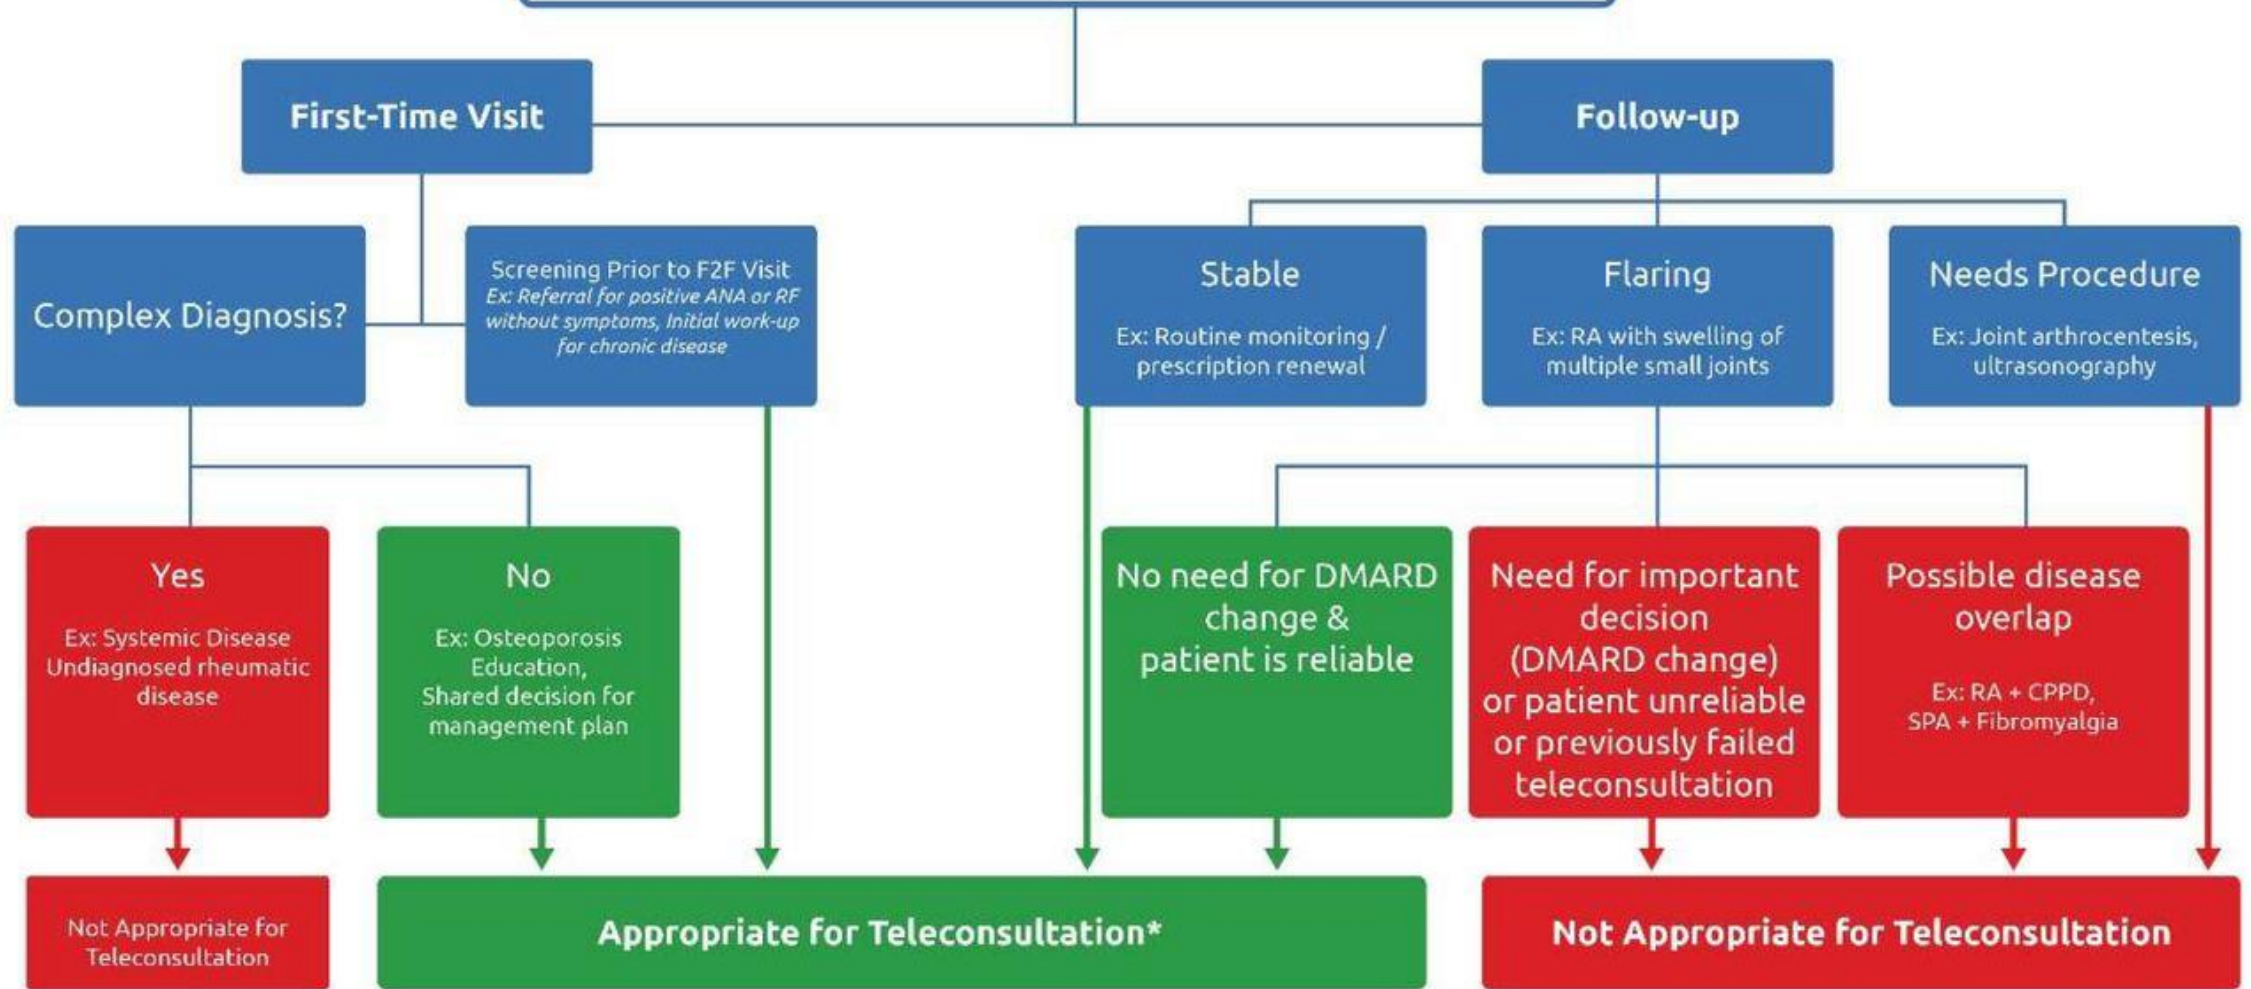 First-Time Visit
Follow-up
Complex Diagnosis?
Screening Prior to F2F Visit
Ex: Referral for positive ANA or RF
without symptoms, Initial work-up
for chronic disease
Stable
Ex: Routine monitoring /
prescription renewal
Flaring
Ex: RA with swelling of
multiple small joints
Needs Procedure
Ex: Joint arthrocentesis,
ultrasonography
Yes
Ex: Systemic Disease
Undiagnosed rheumatic
disease
No
Ex: Osteoporosis
Education,
Shared decision for
management plan
No need for DMARD
change &
patient is reliable
Need for important
decision
(DMARD change)
or patient unreliable
or previously failed
teleconsultation
Possible disease
overlap
Ex: RA + CPPD,
SPA + Fibromyalgia
Not Appropriate for
Teleconsultation
Appropriate for Teleconsultation*
Not Appropriate for Teleconsultation